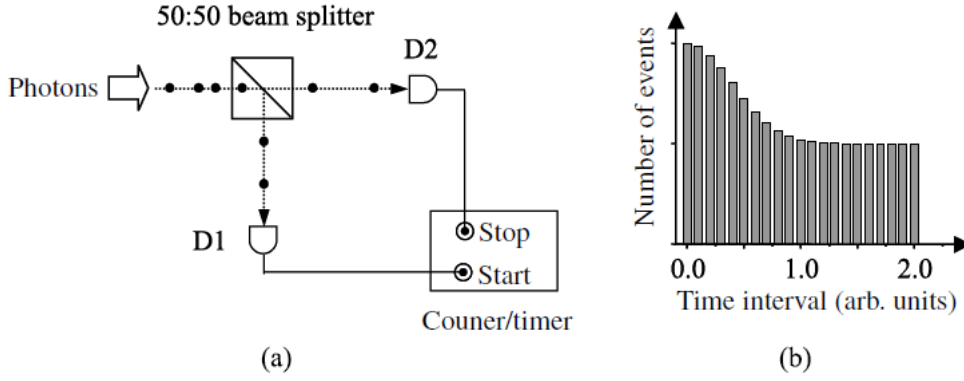 50:50 beam splitter
Photons
D2
D1
Stop
Start
Couner/timer
(a)
Number of events
0.0 1.0 2.0
Time interval (arb. units)
(b)